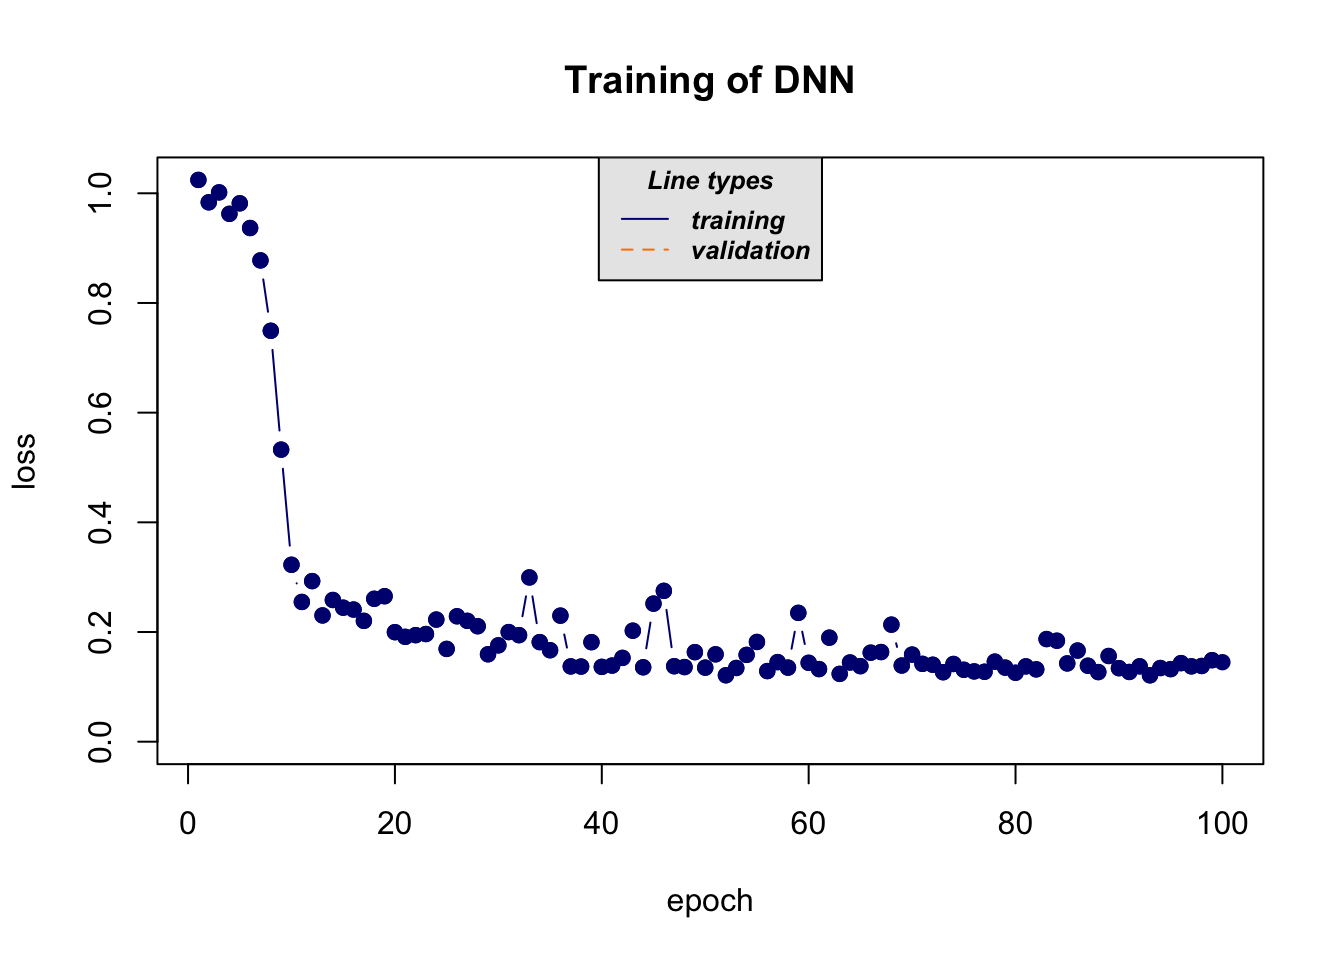 Training of DNN
Line types
training
validation
1.0
0.8
0.6
0.4
0.2
0.0
loss
0 20 40 60 80 100
epoch